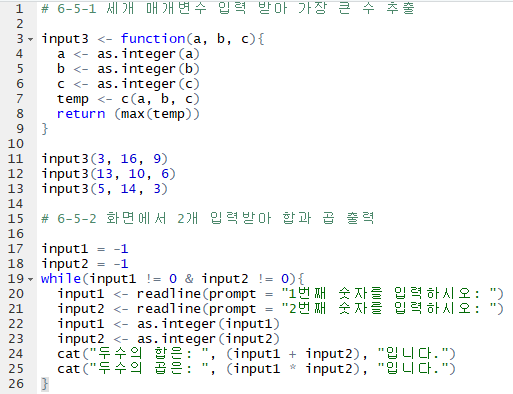 1 # 6-5-1 세개 매개변수 입력 받아 가장 큰 수 추출
2
3 input3 <- function(a, b, c){
4   a <- as.integer(a)
5   b <- as.integer(b)
6   c <- as.integer(c)
7   temp <- c(a, b, c)
8   return (max(temp))
9 }
10
11 input3(3, 16, 9)
12 input3(13, 10, 6)
13 input3(5, 14, 3)
14
15 # 6-5-2 화면에서 2개 입력받아 합과 곱 출력
16
17 input1 = -1
18 input2 = -1
19 while(input1 != 0 & input2 != 0){
20   input1 <- readline(prompt = "1번째 숫자를 입력하시오: ")
21   input2 <- readline(prompt = "2번째 숫자를 입력하시오: ")
22   input1 <- as.integer(input1)
23   input2 <- as.integer(input2)
24   cat("두수의 합은: ", (input1 + input2), "입니다.")
25   cat("두수의 곱은: ", (input1 * input2), "입니다.")
26 }